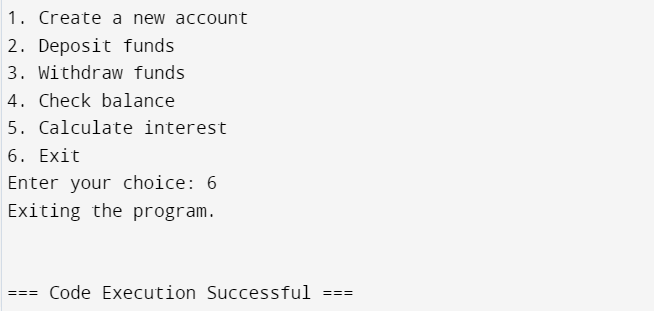 1. Create a new account
2. Deposit funds
3. Withdraw funds
4. Check balance
5. Calculate interest
6. Exit
Enter your choice: 6
Exiting the program.
=== Code Execution Successful ===